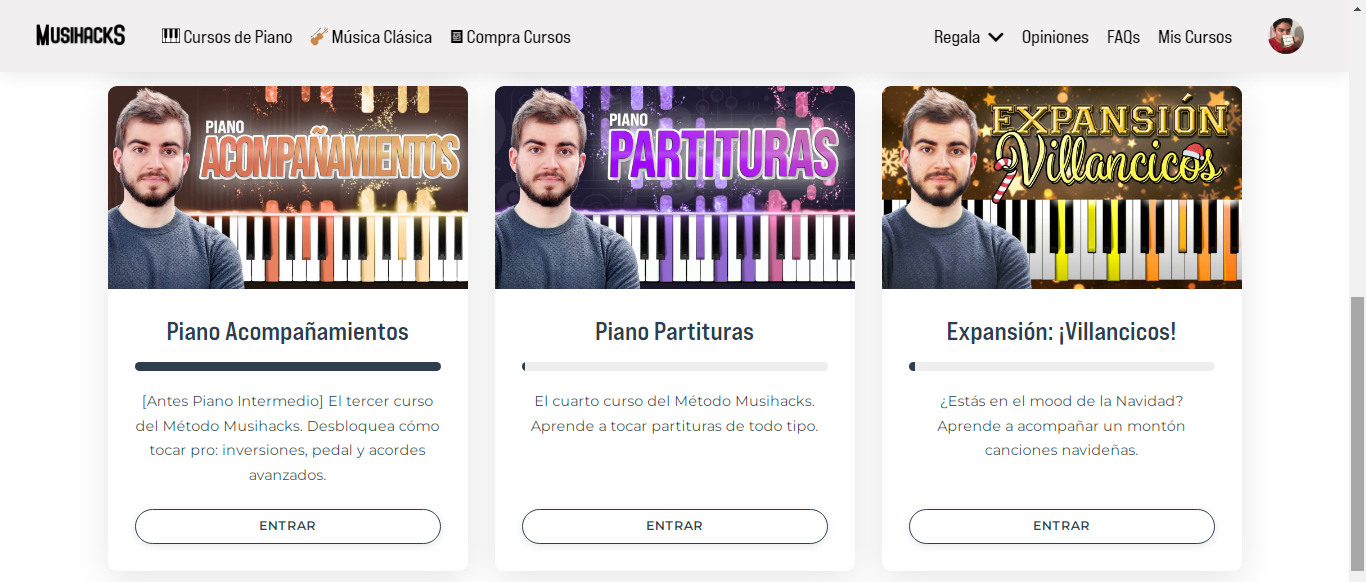 MUSIHACKS
Cursos de Piano
Música Clásica
Compra Cursos
Regala
Opiniones
FAQs
Mis Cursos
PIANO
ACOMPAÑAMIENTOS
PIANO
PARTITURAS
EXPANSIÓN
Villancicos
Piano Acompañamientos
[Antes Piano Intermedio] El tercer curso
del Método Musihacks. Desbloquea cómo
tocar pro: inversiones, pedal y acordes
avanzados.
ENTRAR
Piano Partituras
El cuarto curso del Método Musihacks.
Aprende a tocar partituras de todo tipo.
ENTRAR
Expansión: ¡Villancicos!
¿Estás en el mood de la Navidad?
Aprende a acompañar un montón
canciones navideñas.
ENTRAR